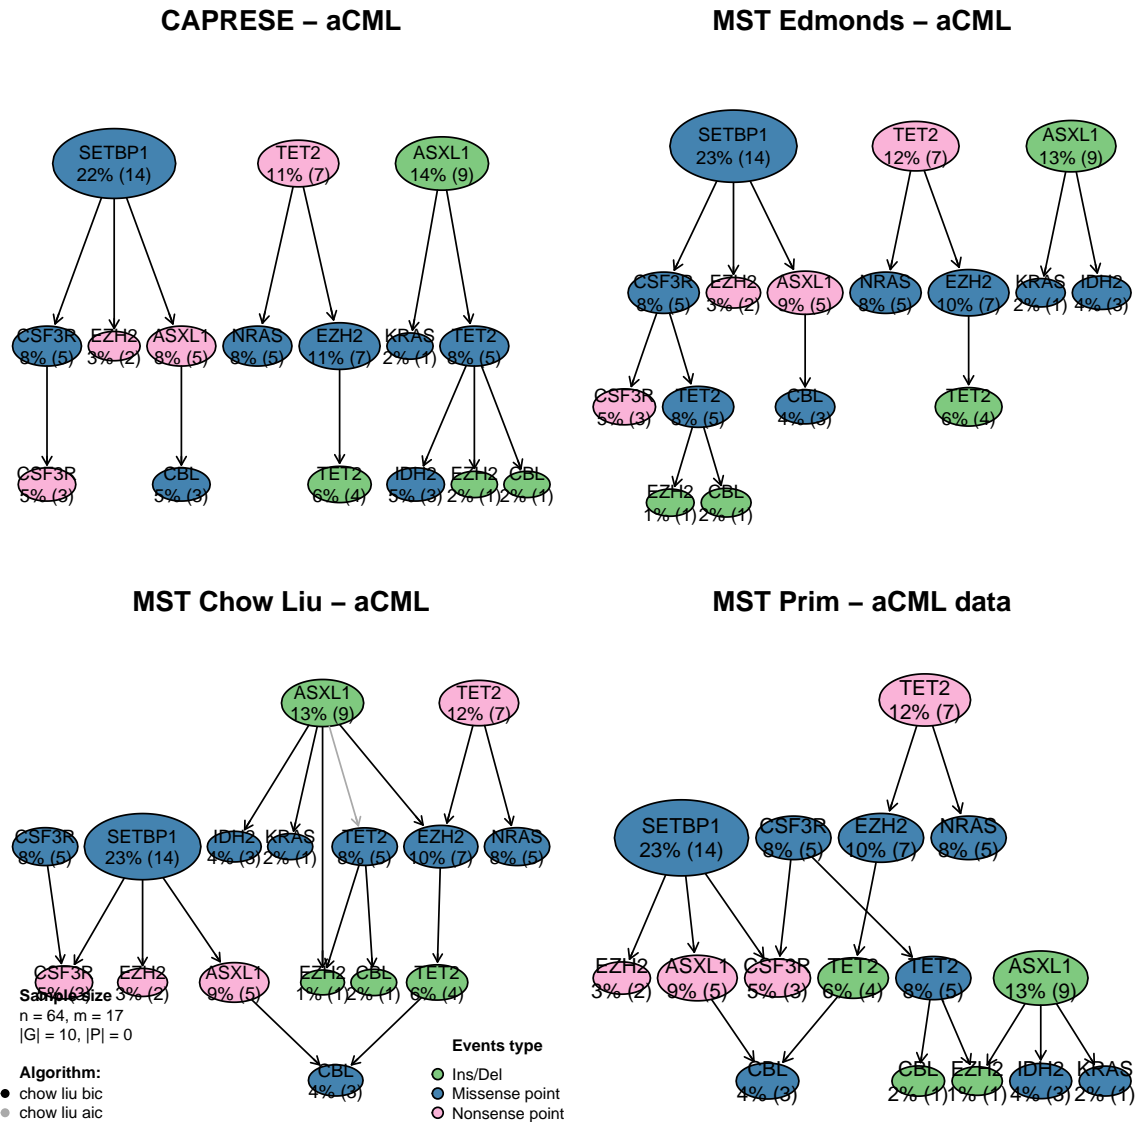 CAPRESE – aCML
SETBP1
22% (14)
TET2
11% (7)
ASXL1
14% (9)
CSF3R
8% (5)
EZH2
3% (2)
ASXL1
8% (5)
NRAS
8% (5)
EZH2
11% (7)
KRAS
2% (1)
TET2
8% (5)
CSF3R
5% (3)
CBL
5% (3)
TET2
6% (4)
IDH2
5% (3)
EZH2
2% (1)
CBL
2% (1)
MST Edmonds – aCML
SETBP1
23% (14)
TET2
12% (7)
ASXL1
13% (9)
CSF3R
8% (5)
EZH2
3% (2)
ASXL1
9% (5)
NRAS
8% (5)
EZH2
10% (7)
KRAS
2% (1)
IDH2
4% (3)
CSF3R
5% (3)
TET2
8% (5)
CBL
4% (3)
TET2
6% (4)
EZH2
1% (1)
CBL
2% (1)
MST Chow Liu – aCML
ASXL1
13% (9)
TET2
12% (7)
CSF3R
8% (5)
SETBP1
23% (14)
IDH2
4% (3)
KRAS
2% (1)
TET2
8% (5)
EZH2
10% (7)
NRAS
8% (5)
CSF3R
5% (3)
EZH2
3% (2)
ASXL1
9% (5)
EZH2
1% (1)
CBL
2% (1)
TET2
6% (4)
CBL
4% (3)
Sample size
n = 64, m = 17
|G| = 10, |P| = 0
Algorithm:
chow liu bic
chow liu aic
Events type
Ins/Del
Missense point
Nonsense point
MST Prim – aCML data
TET2
12% (7)
SETBP1
23% (14)
CSF3R
8% (5)
EZH2
10% (7)
NRAS
8% (5)
EZH2
3% (2)
ASXL1
9% (5)
CSF3R
5% (3)
TET2
6% (4)
TET2
8% (5)
ASXL1
13% (9)
CBL
4% (3)
CBL
2% (1)
EZH2
1% (1)
IDH2
4% (3)
KRAS
2% (1)